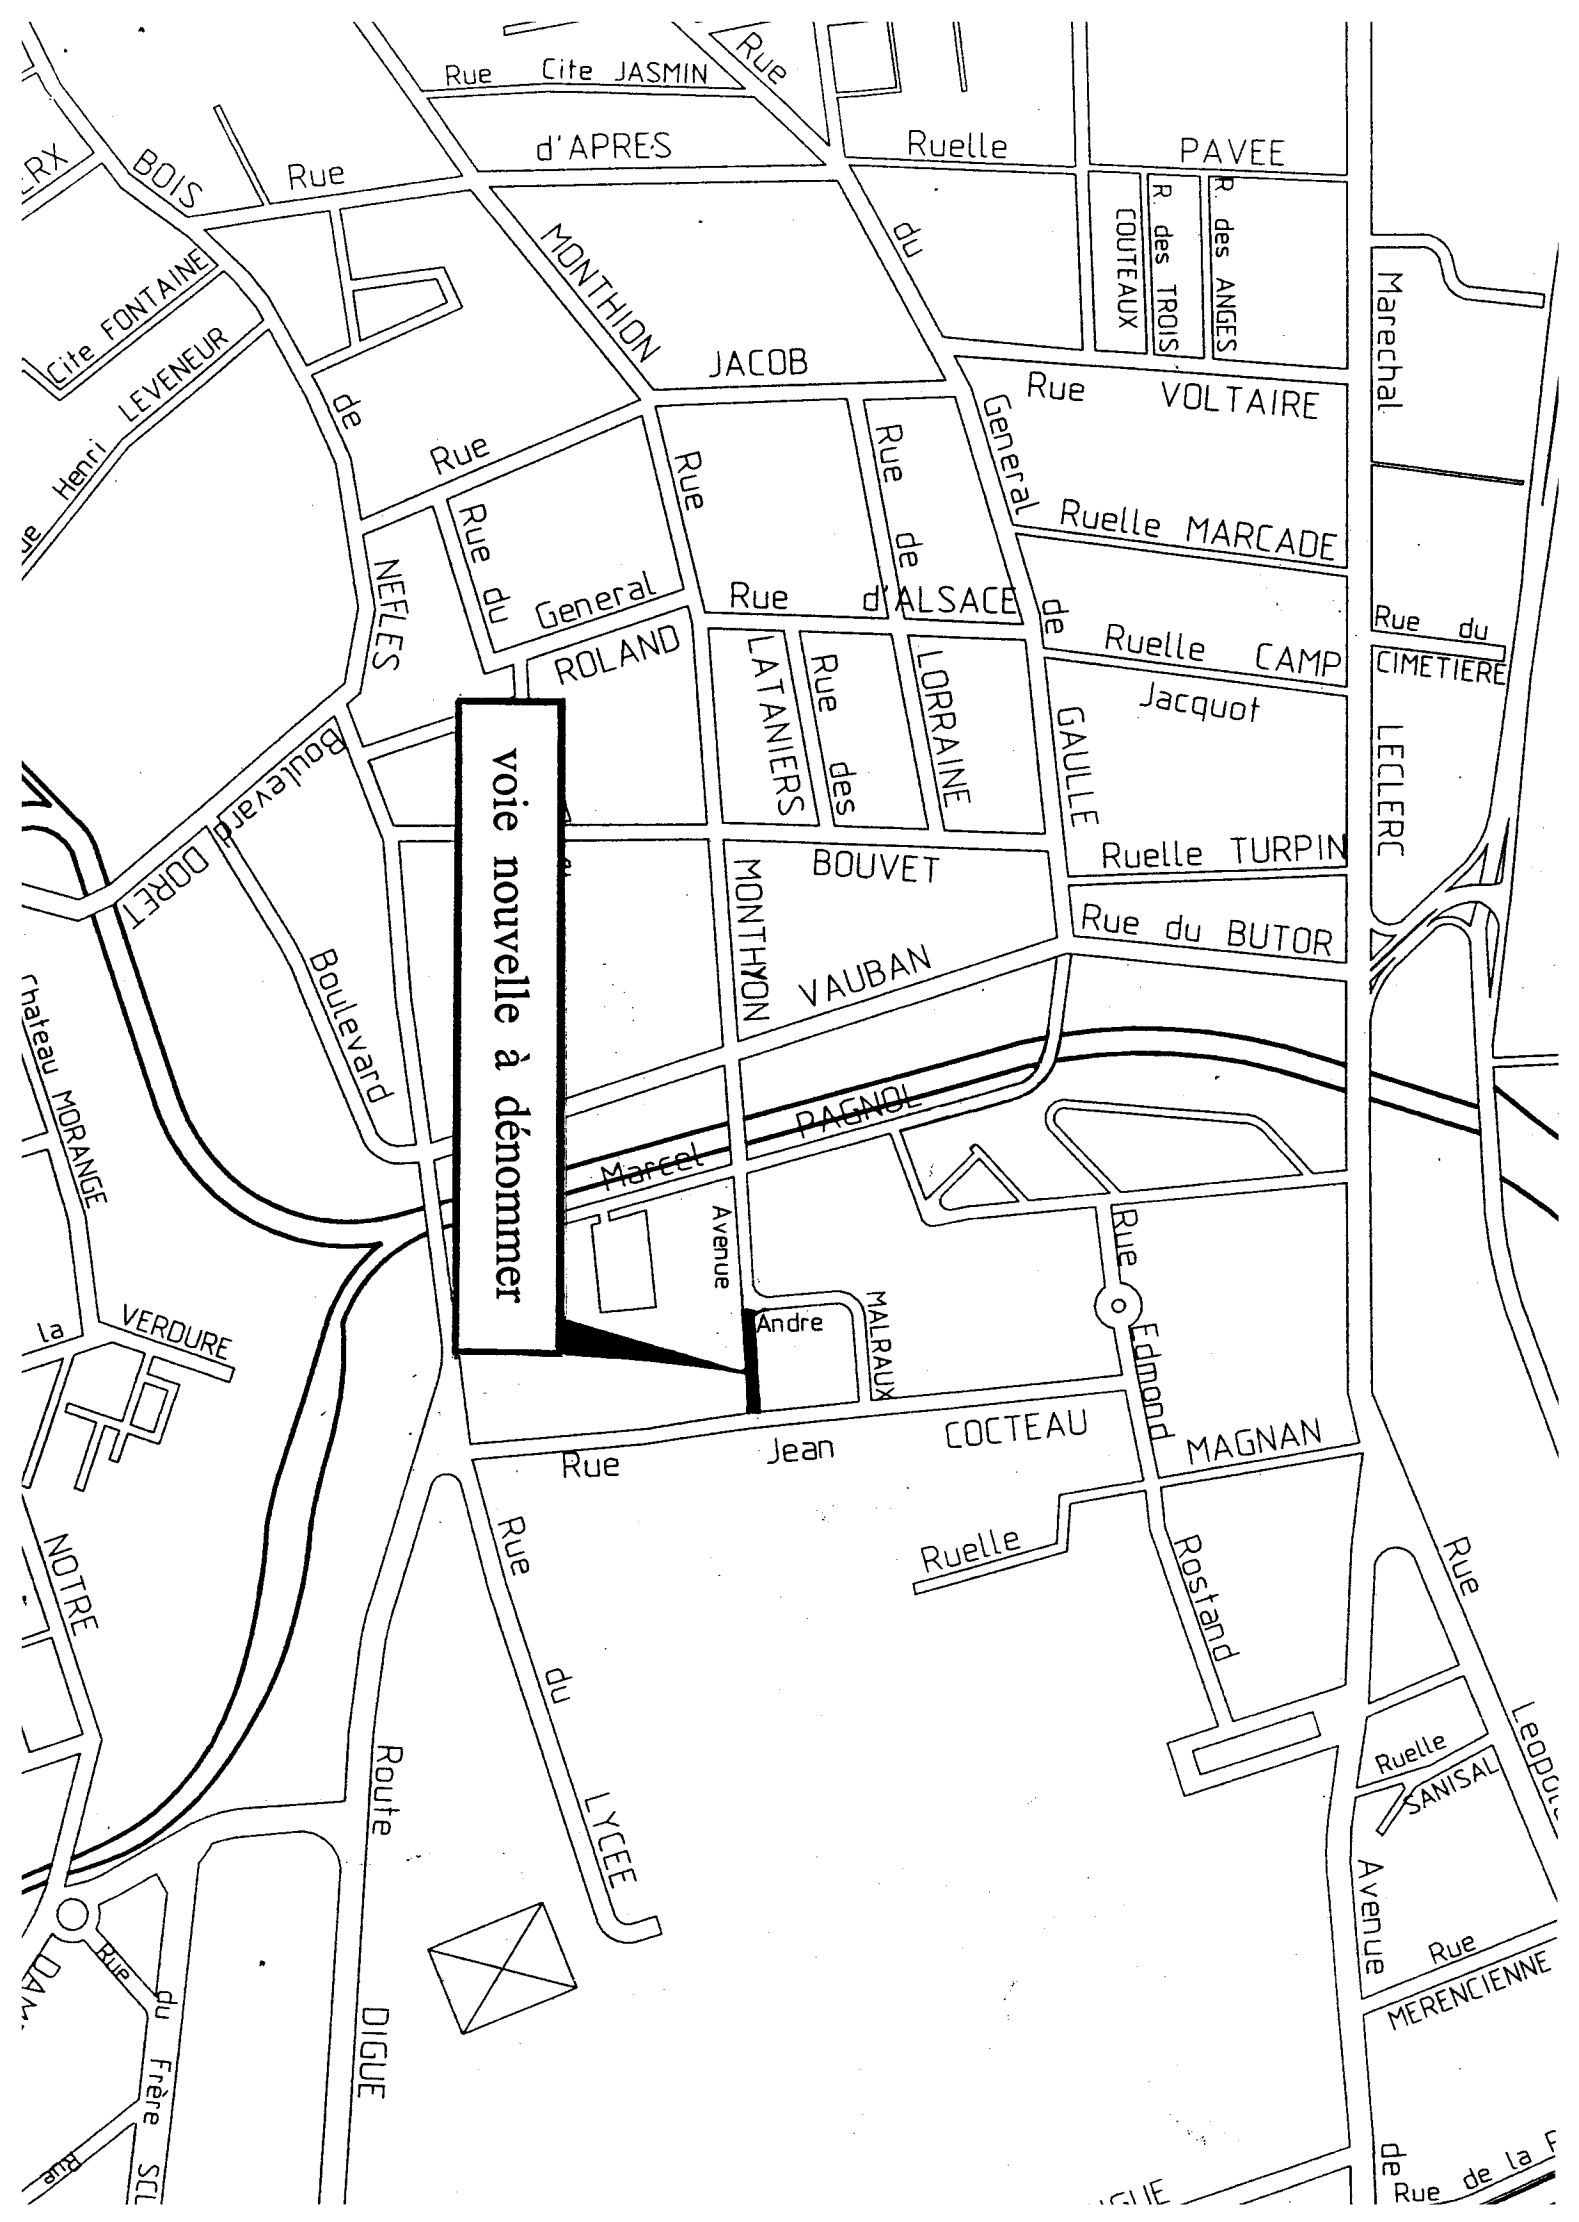 Rue Cite JASMIN
Rue
d'APRES
Ruelle PAVEE
BOIS
Rue
R. des ANGES
R. des TROIS
COUTEAUX
du
MONTHION
Cite FONTAINE
Henri LEVENEUR
JACOB
Marechal
Rue VOLTAIRE
de
General
Rue
Rue
Rue de
Ruelle MARCADE
Rue du
NEFLES
General
ROLAND
Rue d'ALSACE
de
Rue du
CIMETIERE
Ruelle CAMP
Jacquot
LATANIERS
Rue des
LORRAINE
GAULLE
LECLERC
Boulevard
DORET
voie nouvelle à dénommer
BOUVET
Ruelle TURPIN
MONTHYON
Rue du BUTOR
VAUBAN
Boulevard
Chateau MORANGE
Marcel PAGNOL
Avenue
Rue
Andre
MALRAUX
la
VERDURE
Edmond
Rue Jean COCTEAU
MAGNAN
NOTRE
Rue
Ruelle
Rostand
Rue
du
Route
Ruelle
SANISAL
LYCEE
Avenue
Rue
MERENCIENNE
Rue
du
DIGUE
Frère
Rue
de
Rue de la